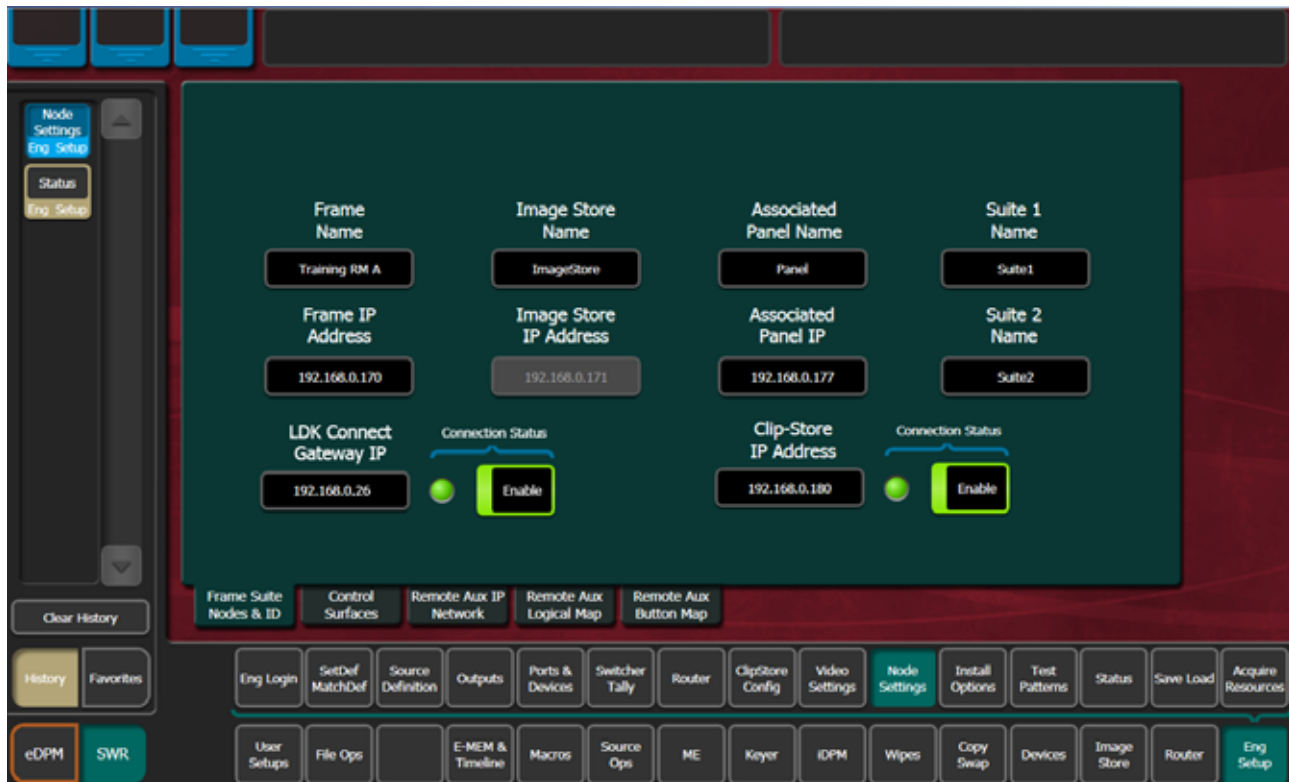 Node
Settings
Eng Setup
Status
Eng Setup
Frame
Name
Image Store
Name
Associated
Panel Name
Suite 1
Name
Training RM A
ImageStore
Panel
Suite1
Frame IP
Address
Image Store
IP Address
Associated
Panel IP
Suite 2
Name
192.168.0.170
192.168.0.171
192.168.0.177
Suite2
LDK Connect
Gateway IP
Connection Status
Clip-Store
IP Address
Connection Status
192.168.0.26
Enable
192.168.0.180
Enable
Frame Suite
Nodes & ID
Control
Surfaces
Remote Aux IP
Network
Remote Aux
Logical Map
Remote Aux
Button Map
Clear History
History
Favorites
Eng Login
SetDef
MatchDef
Source
Definition
Outputs
Ports &
Devices
Switcher
Tally
Router
ClipStore
Config
Video
Settings
Node
Settings
Install
Options
Test
Patterns
Status
Save Load
Acquire
Resources
eDPM
SWR
User
Setups
File Ops
E-MEM &
Timeline
Macros
Source
Ops
ME
Keyer
iDPM
Wipes
Copy
Swap
Devices
Image
Store
Router
Eng
Setup